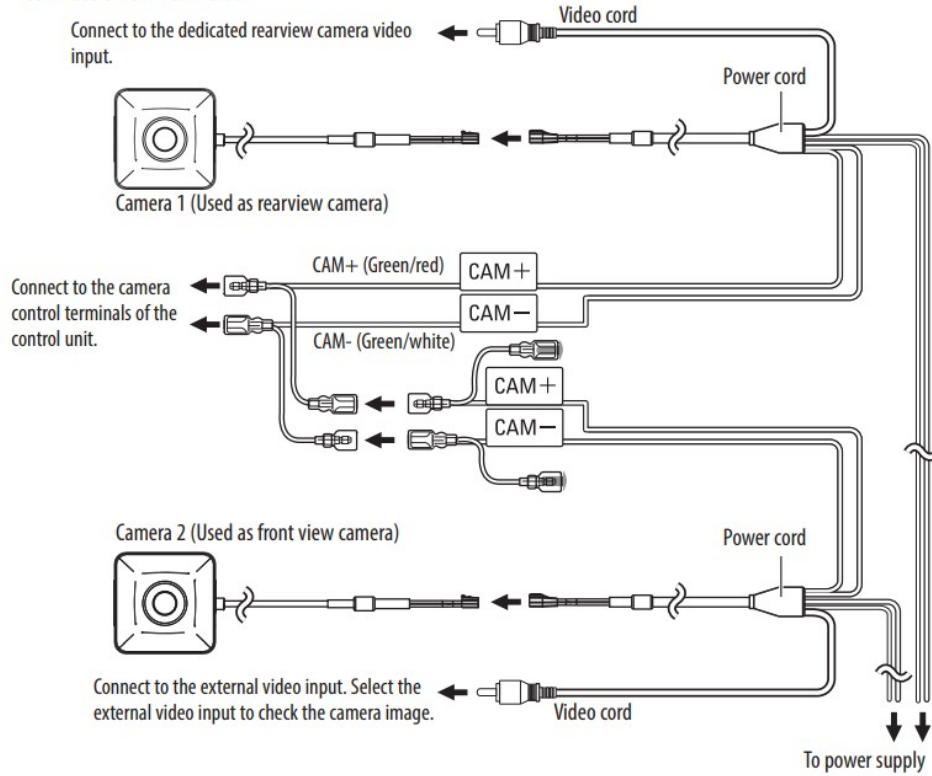 Video cord
Connect to the dedicated rearview camera video
input.
Power cord
Camera 1 (Used as rearview camera)
CAM+ (Green/red)
CAM+
Connect to the camera
control terminals of the
control unit.
CAM−
CAM- (Green/white)
CAM+
CAM−
Camera 2 (Used as front view camera)
Power cord
Connect to the external video input. Select the
external video input to check the camera image.
Video cord
To power supply